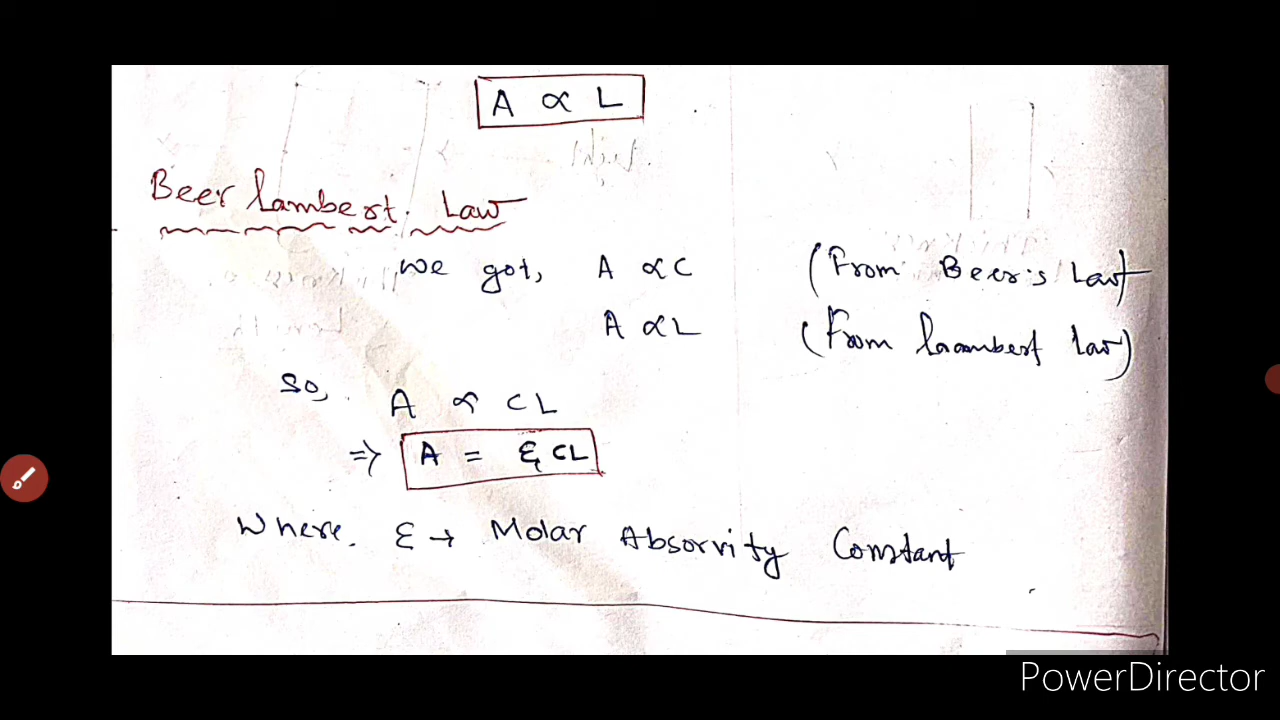 A ∝ L
Beer Lambert. Law
We got, A ∝ C (From Beer's Law)
A ∝ L (From Lambert Law)
So, A ∝ CL
⇒ A = ε CL
Where. ε → Molar Absorvity Constant
PowerDirector